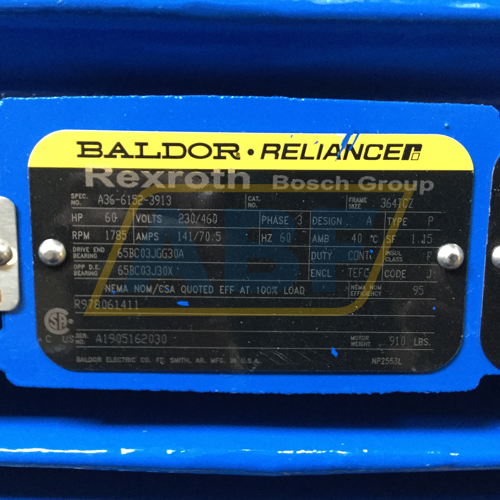 BALDOR • RELIANCE
Rexroth Bosch Group
SPEC. NO. A36-6152-3913 CAT. NO. FRAME SIZE 364TCZ
HP 60 VOLTS 230/460 PHASE 3 DESIGN A TYPE P
RPM 1785 AMPS 141/70.5 HZ 60 AMB 40 °C SF 1.15
DRIVE END BEARING 65BC03JGG30A DUTY CONT INSUL CLASS F
OPP D.E. BEARING 65BC03J30X ENCL TEFC CODE J
NEMA NOM/CSA QUOTED EFF AT 100% LOAD NEMA NOM EFFICIENCY 95
R978061411
SER. NO. A1905162030 MOTOR WEIGHT 910 LBS.
C US
BALDOR ELECTRIC CO. FT. SMITH, AR. MFG. IN U.S.A. NP2553L